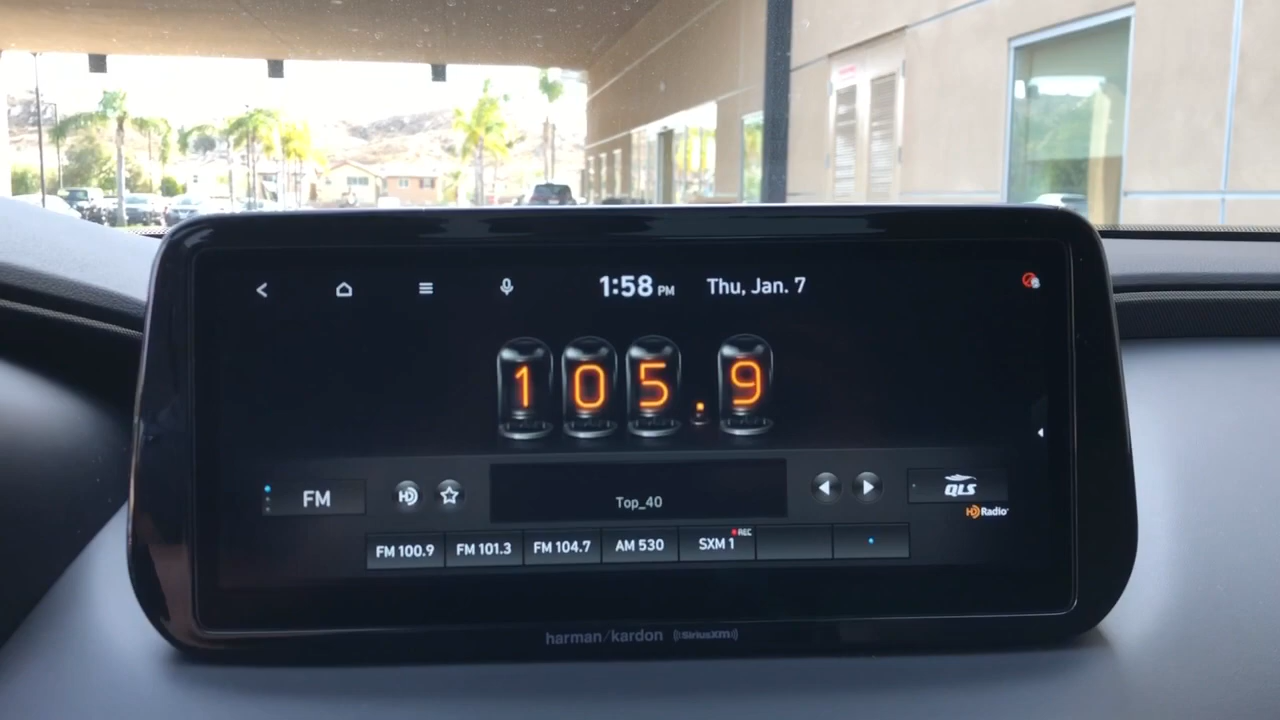 1:58 PM Thu, Jan. 7
105.9
FM
HD
Top_40
QLS
HD Radio
FM 100.9 FM 101.3 FM 104.7 AM 530 SXM 1 REC
harman/kardon ((SiriusXM))